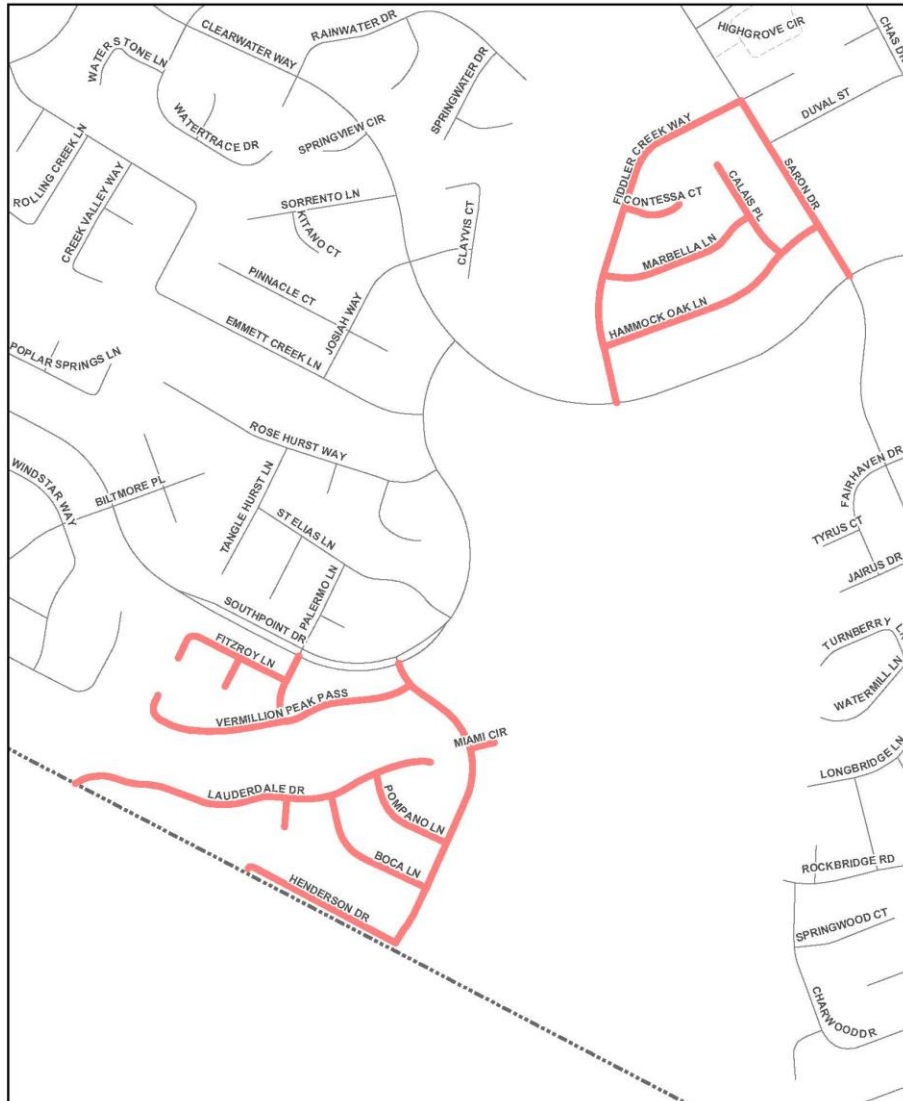 HIGHGROVE CIR
CHAS DR
RAINWATER DR
CLEARWATER WAY
WATER STONE LN
SPRINGWATER DR
DUVAL ST
WATERTRACE DR
SPRINGVIEW CIR
FIDDLER CREEK WAY
SARON DR
ROLLING CREEK LN
CREEK VALLEY WAY
SORRENTO LN
KITANO CT
CLAYVIS CT
CONTESSA CT
CALAIS PL
MARBELLA LN
PINNACLE CT
JOSIAH WAY
EMMETT CREEK LN
HAMMOCK OAK LN
POPLAR SPRINGS LN
ROSE HURST WAY
WINDSTAR WAY
BILTMORE PL
TANGLE HURST LN
ST ELIAS LN
FAIRHAVEN DR
TYRUS CT
JAIRUS DR
SOUTHPOINT DR
PALERMO LN
FITZROY LN
TURNBERRY
WATERMILL LN
VERMILLION PEAK PASS
MIAMI CIR
LONGBRIDGE LN
LAUDERDALE DR
POMPANO LN
BOCA LN
ROCKBRIDGE RD
HENDERSON DR
SPRINGWOOD CT
CHARWOOD DR